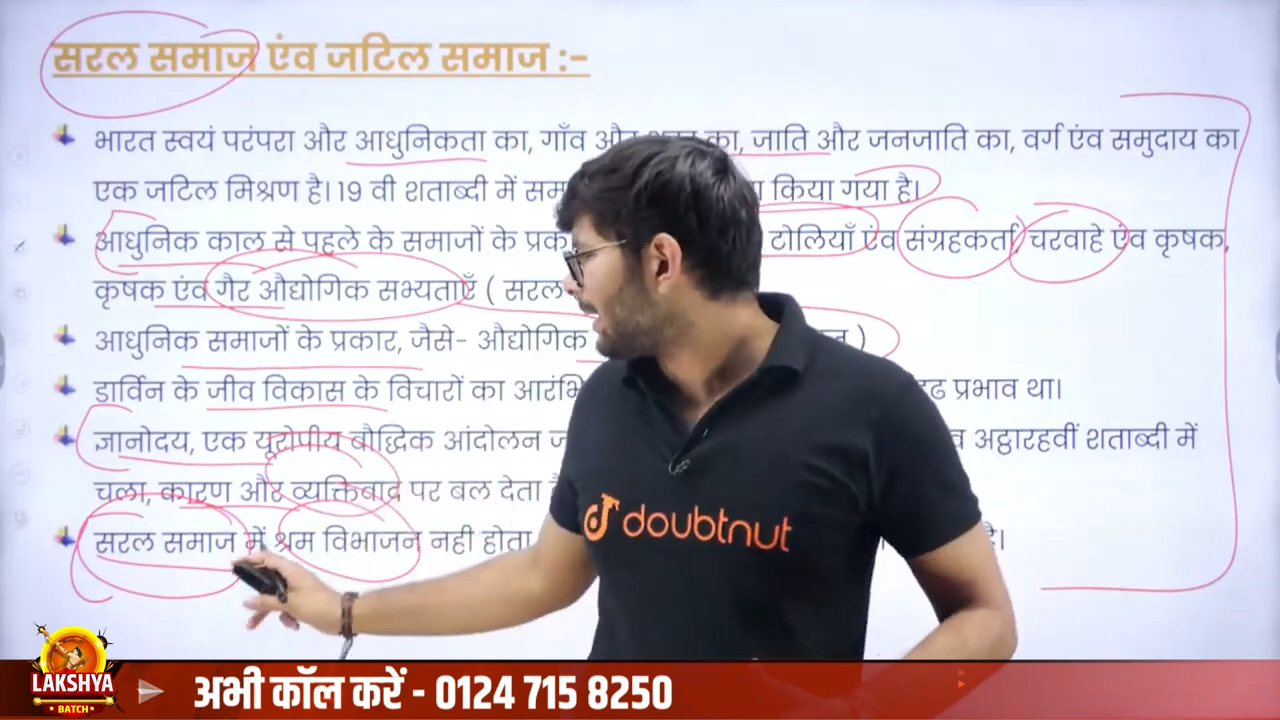 सरल समाज एंव जटिल समाज :-
भारत स्वयं परंपरा और आधुनिकता का, गाँव और का, जाति और जनजाति का, वर्ग एंव समुदाय का
एक जटिल मिश्रण है। 19 वी शताब्दी में किया गया है।
आधुनिक काल से पहले के समाजों के टोलियाँ एंव संग्रहकर्ता, चरवाहे एंव कृषक,
कृषक एंव गैर औद्योगिक सभ्यताएँ ( सरल
आधुनिक समाजों के प्रकार, जैसे- औद्योगिक )
डार्विन के जीव विकास के विचारों का प्रभाव था।
ज्ञानोदय, एक यूरोपीय बौद्धिक आंदोलन अट्ठारहवीं शताब्दी में
चला, कारण और व्यक्तिवाद पर बल देता
सरल समाज में श्रम विभाजन नही होता
doubtnut
LAKSHYA
BATCH
अभी कॉल करें - 0124 715 8250